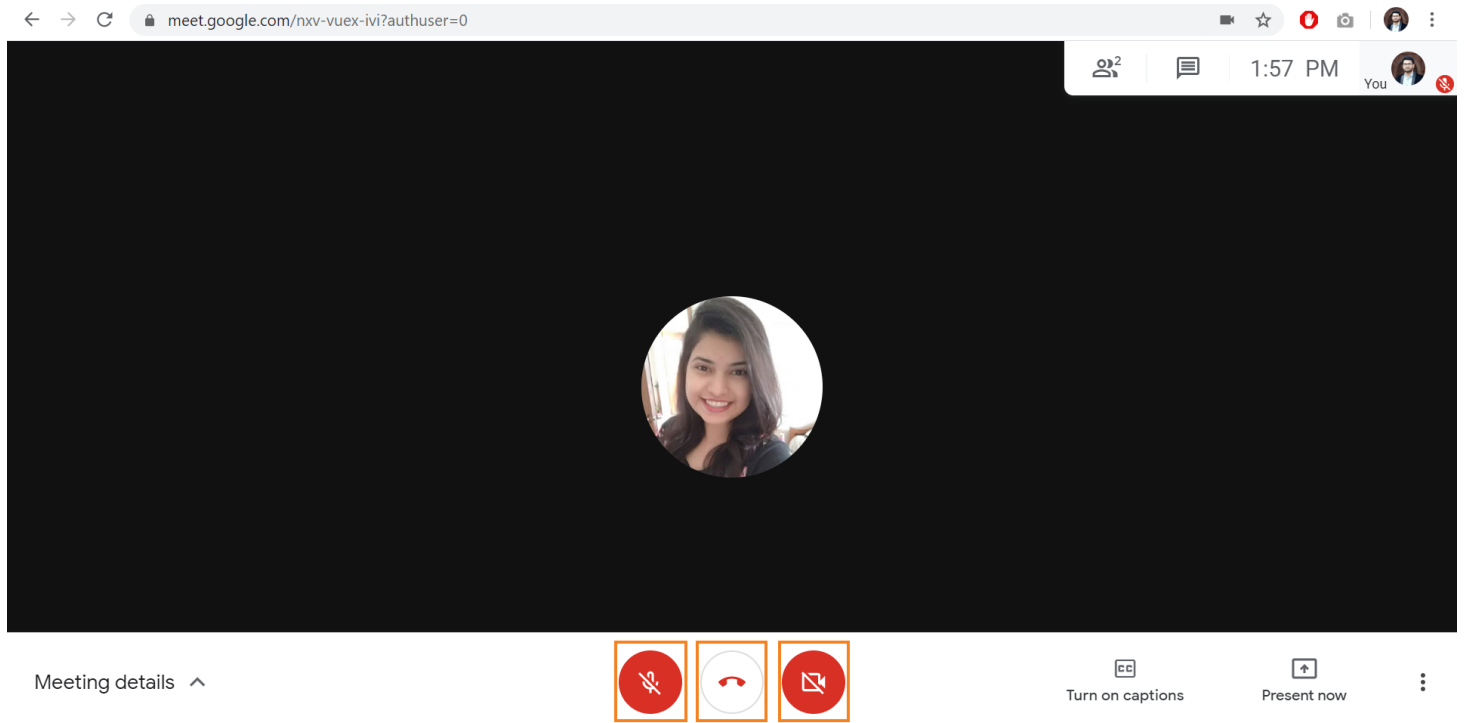 meet.google.com/nxv-vuex-ivi?authuser=0
2
1:57 PM
You
Meeting details
CC
Turn on captions
Present now